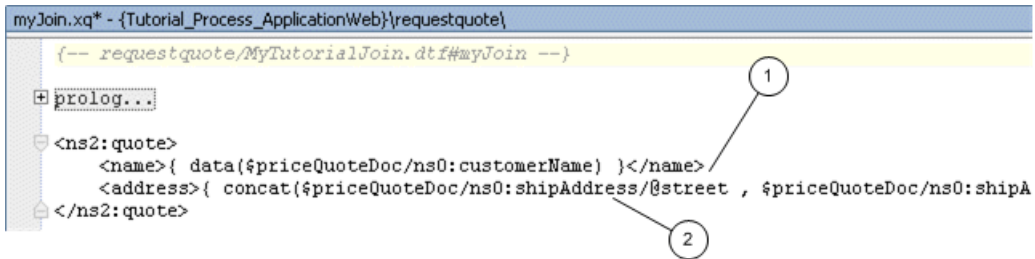 myJoin.xq* - {Tutorial_Process_ApplicationWeb}\requestquote\
{-- requestquote/MyTutorialJoin.dtf#myJoin --}
1
prolog...
<ns2:quote>
<name>{ data($priceQuoteDoc/ns0:customerName) }</name>
<address>{ concat($priceQuoteDoc/ns0:shipAddress/@street , $priceQuoteDoc/ns0:shipA
</ns2:quote>
2